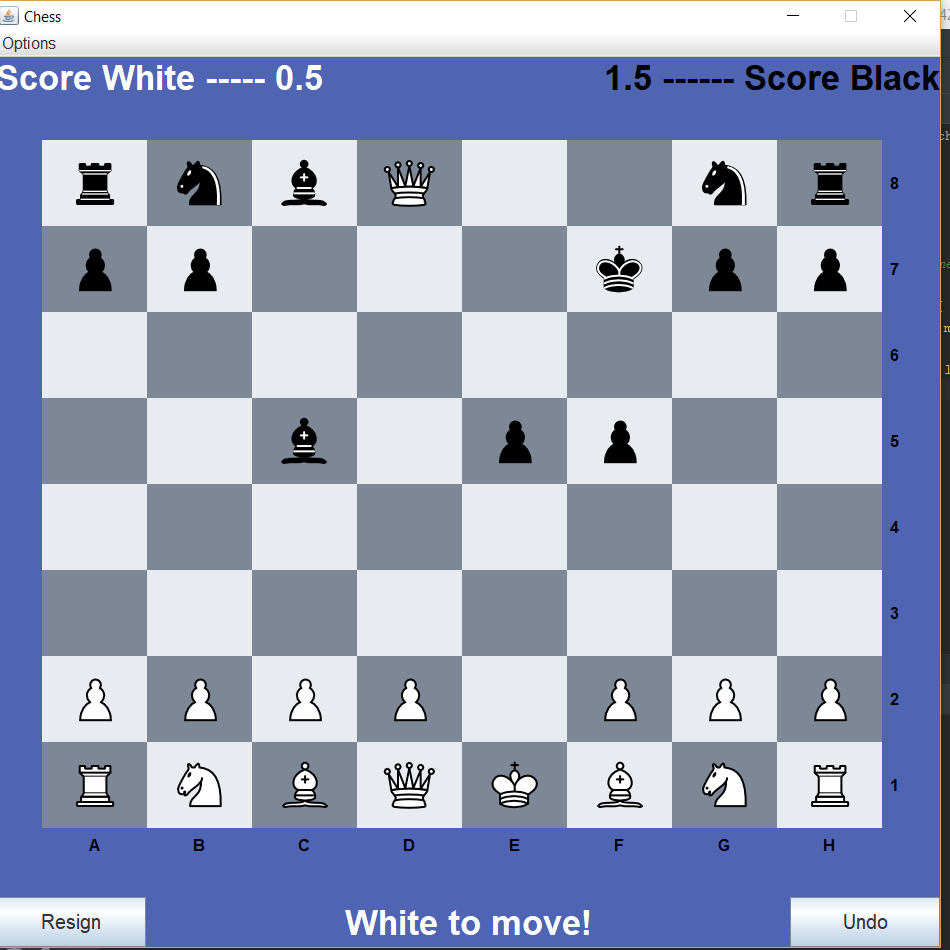 Chess
Options
Score White ----- 0.5
1.5 ------ Score Black
8
7
6
5
4
3
2
1
A B C D E F G H
Resign
White to move!
Undo